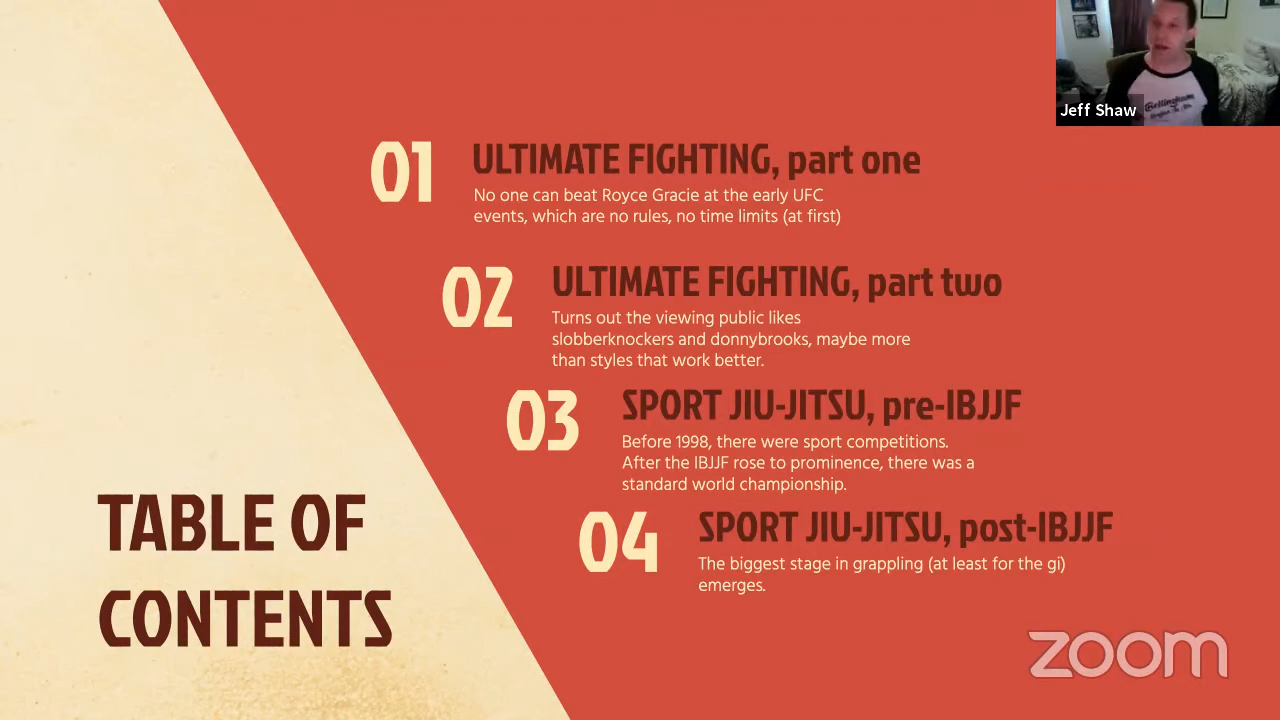 Bellingham
Jeff Shaw
01
ULTIMATE FIGHTING, part one
No one can beat Royce Gracie at the early UFC
events, which are no rules, no time limits (at first)
02
ULTIMATE FIGHTING, part two
Turns out the viewing public likes
slobberknockers and donnybrooks, maybe more
than styles that work better.
03
SPORT JIU-JITSU, pre-IBJJF
Before 1998, there were sport competitions.
After the IBJJF rose to prominence, there was a
standard world championship.
04
SPORT JIU-JITSU, post-IBJJF
The biggest stage in grappling (at least for the gi)
emerges.
TABLE OF
CONTENTS
zoom